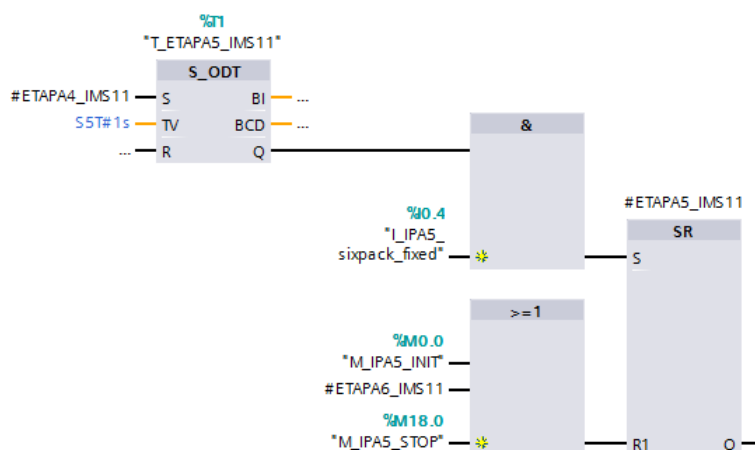 %T1
"T_ETAPA5_IMS11"
S_ODT
#ETAPA4_IMS11 S BI ...
S5T#1s TV BCD ...
... R Q
&
%I0.4
"I_IPA5_
sixpack_fixed"
#ETAPA5_IMS11
SR
S
>=1
%M0.0
"M_IPA5_INIT"
#ETAPA6_IMS11
%M18.0
"M_IPA5_STOP"
R1 Q